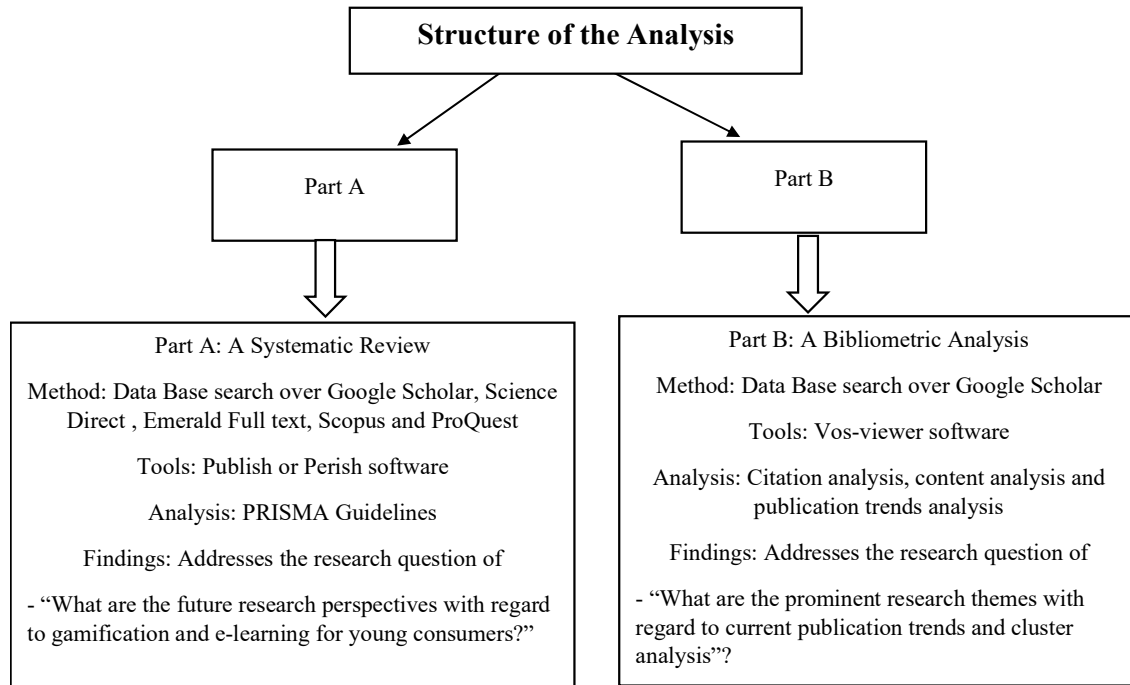 Structure of the Analysis
Part A
Part B
Part A: A Systematic Review
Method: Data Base search over Google Scholar, Science
Direct , Emerald Full text, Scopus and ProQuest
Tools: Publish or Perish software
Analysis: PRISMA Guidelines
Findings: Addresses the research question of
- “What are the future research perspectives with regard
to gamification and e-learning for young consumers?”
Part B: A Bibliometric Analysis
Method: Data Base search over Google Scholar
Tools: Vos-viewer software
Analysis: Citation analysis, content analysis and
publication trends analysis
Findings: Addresses the research question of
- “What are the prominent research themes with
regard to current publication trends and cluster
analysis”?